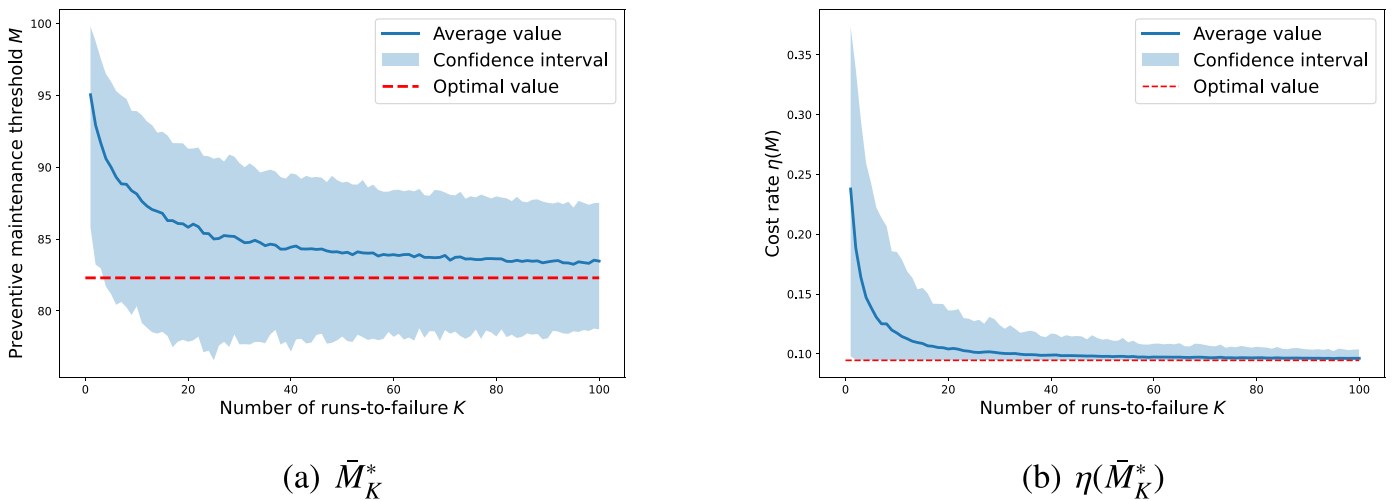 Preventive maintenance threshold M
100
95
90
85
80
0
20
40
60
80
100
Number of runs-to-failure K
Average value
Confidence interval
Optimal value
(a) M̄*_K
Cost rate η(M)
0.35
0.30
0.25
0.20
0.15
0.10
0
20
40
60
80
100
Number of runs-to-failure K
Average value
Confidence interval
Optimal value
(b) η(M̄*_K)